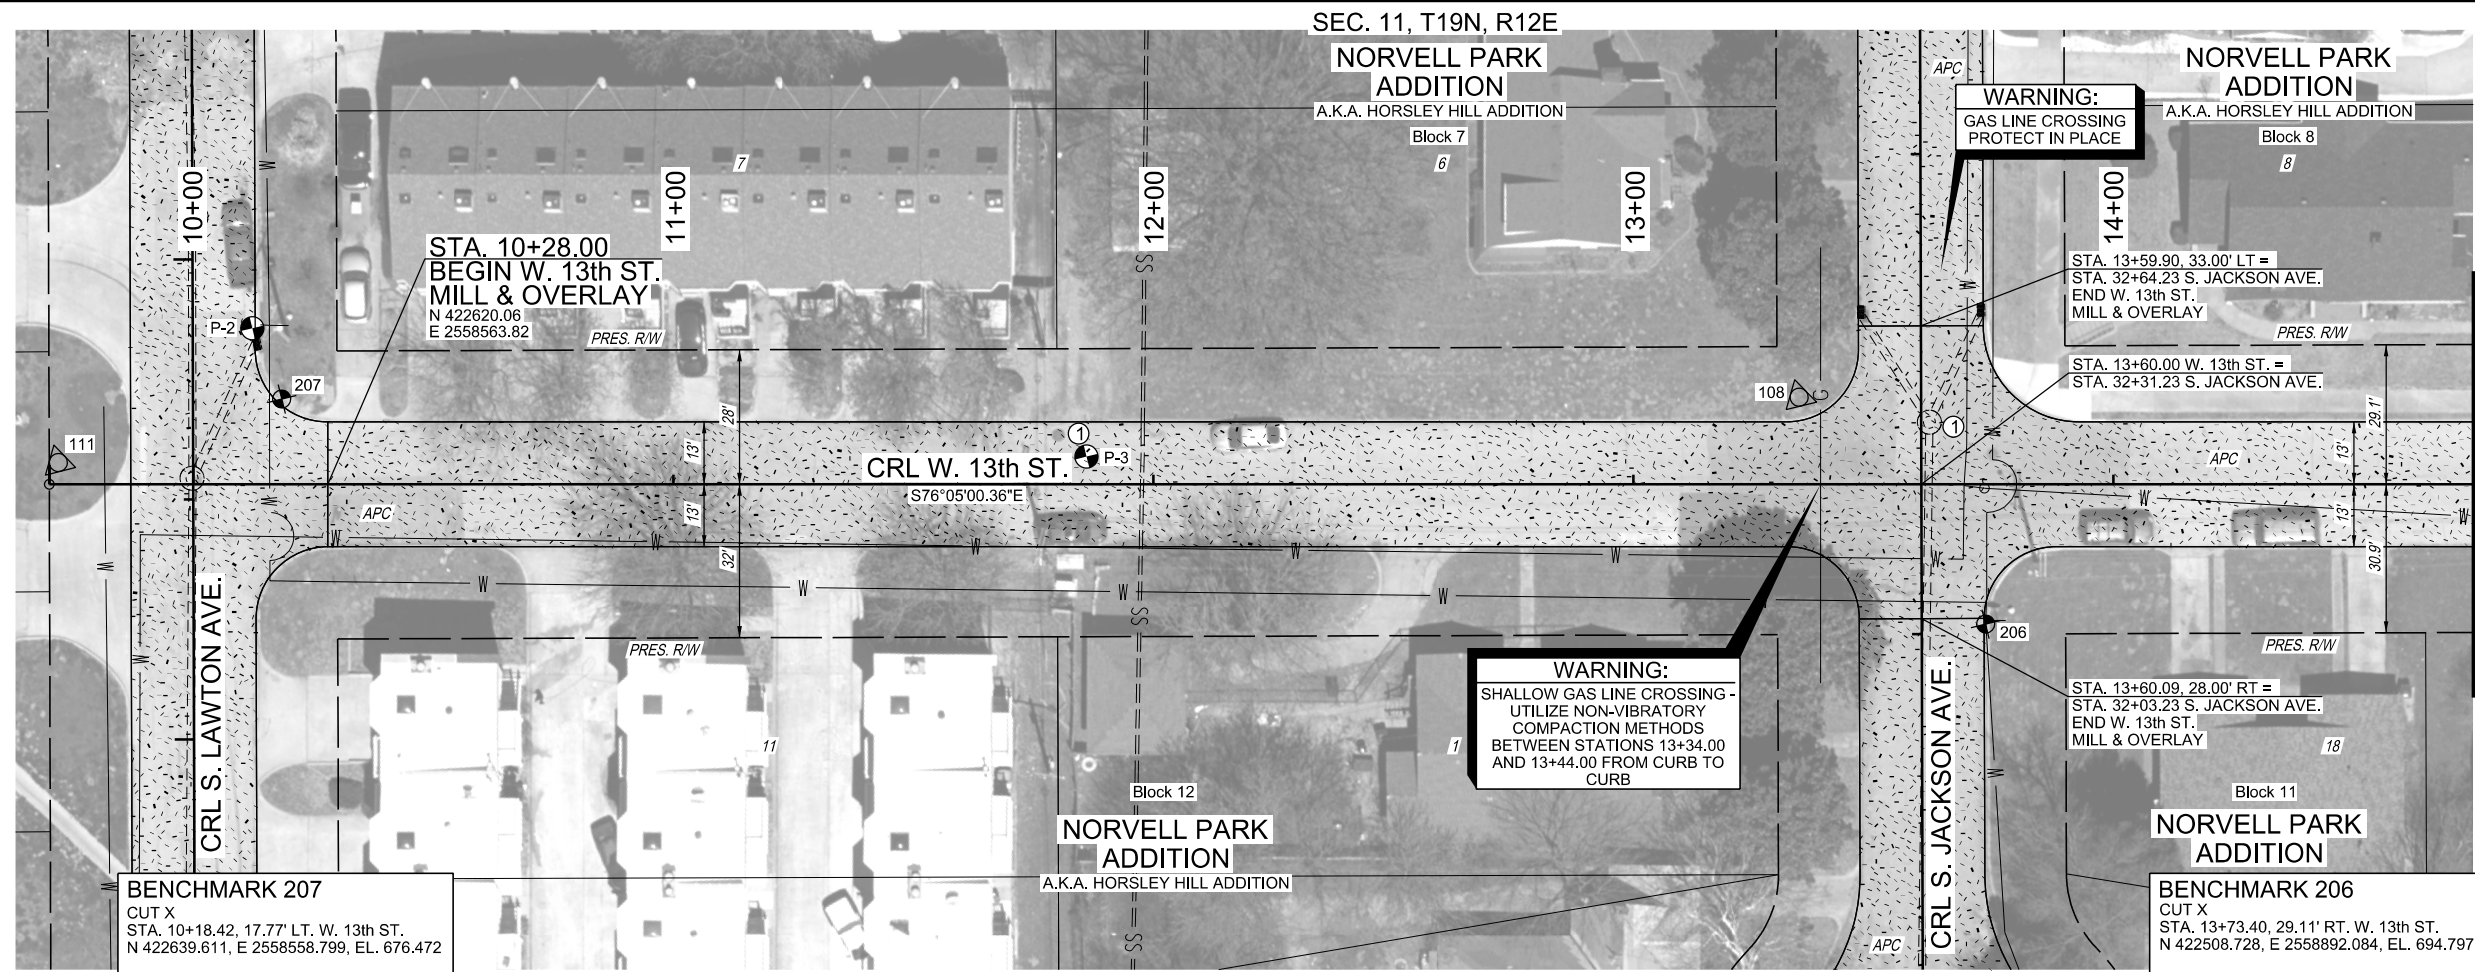 SEC. 11, T19N, R12E
NORVELL PARK
ADDITION
A.K.A. HORSLEY HILL ADDITION
Block 7
6
7
APC
WARNING:
GAS LINE CROSSING
PROTECT IN PLACE
NORVELL PARK
ADDITION
A.K.A. HORSLEY HILL ADDITION
Block 8
8
10+00
11+00
12+00
13+00
14+00
W
SS
STA. 10+28.00
BEGIN W. 13th ST.
MILL & OVERLAY
N 422620.06
E 2558563.82
PRES. R/W
STA. 13+59.90, 33.00' LT =
STA. 32+64.23 S. JACKSON AVE.
END W. 13th ST.
MILL & OVERLAY
W
PRES. R/W
STA. 13+60.00 W. 13th ST. =
STA. 32+31.23 S. JACKSON AVE.
P-2
207
108
G
111
28'
13'
1
P-3
1
W
29.1'
13'
APC
CRL W. 13th ST.
S76°05'00.36"E
APC
13'
32'
G
W
W
13'
30.9'
W
W
W
W
W
W
W
W
W
W
W
W
SS
W
W
PRES. R/W
206
PRES. R/W
WARNING:
SHALLOW GAS LINE CROSSING -
UTILIZE NON-VIBRATORY
COMPACTION METHODS
BETWEEN STATIONS 13+34.00
AND 13+44.00 FROM CURB TO
CURB
STA. 13+60.09, 28.00' RT =
STA. 32+03.23 S. JACKSON AVE.
END W. 13th ST.
MILL & OVERLAY
CRL S. LAWTON AVE.
CRL S. JACKSON AVE.
11
1
18
W
Block 12
NORVELL PARK
ADDITION
A.K.A. HORSLEY HILL ADDITION
Block 11
NORVELL PARK
ADDITION
W
SS
APC
BENCHMARK 207
CUT X
STA. 10+18.42, 17.77' LT. W. 13th ST.
N 422639.611, E 2558558.799, EL. 676.472
BENCHMARK 206
CUT X
STA. 13+73.40, 29.11' RT. W. 13th ST.
N 422508.728, E 2558892.084, EL. 694.797